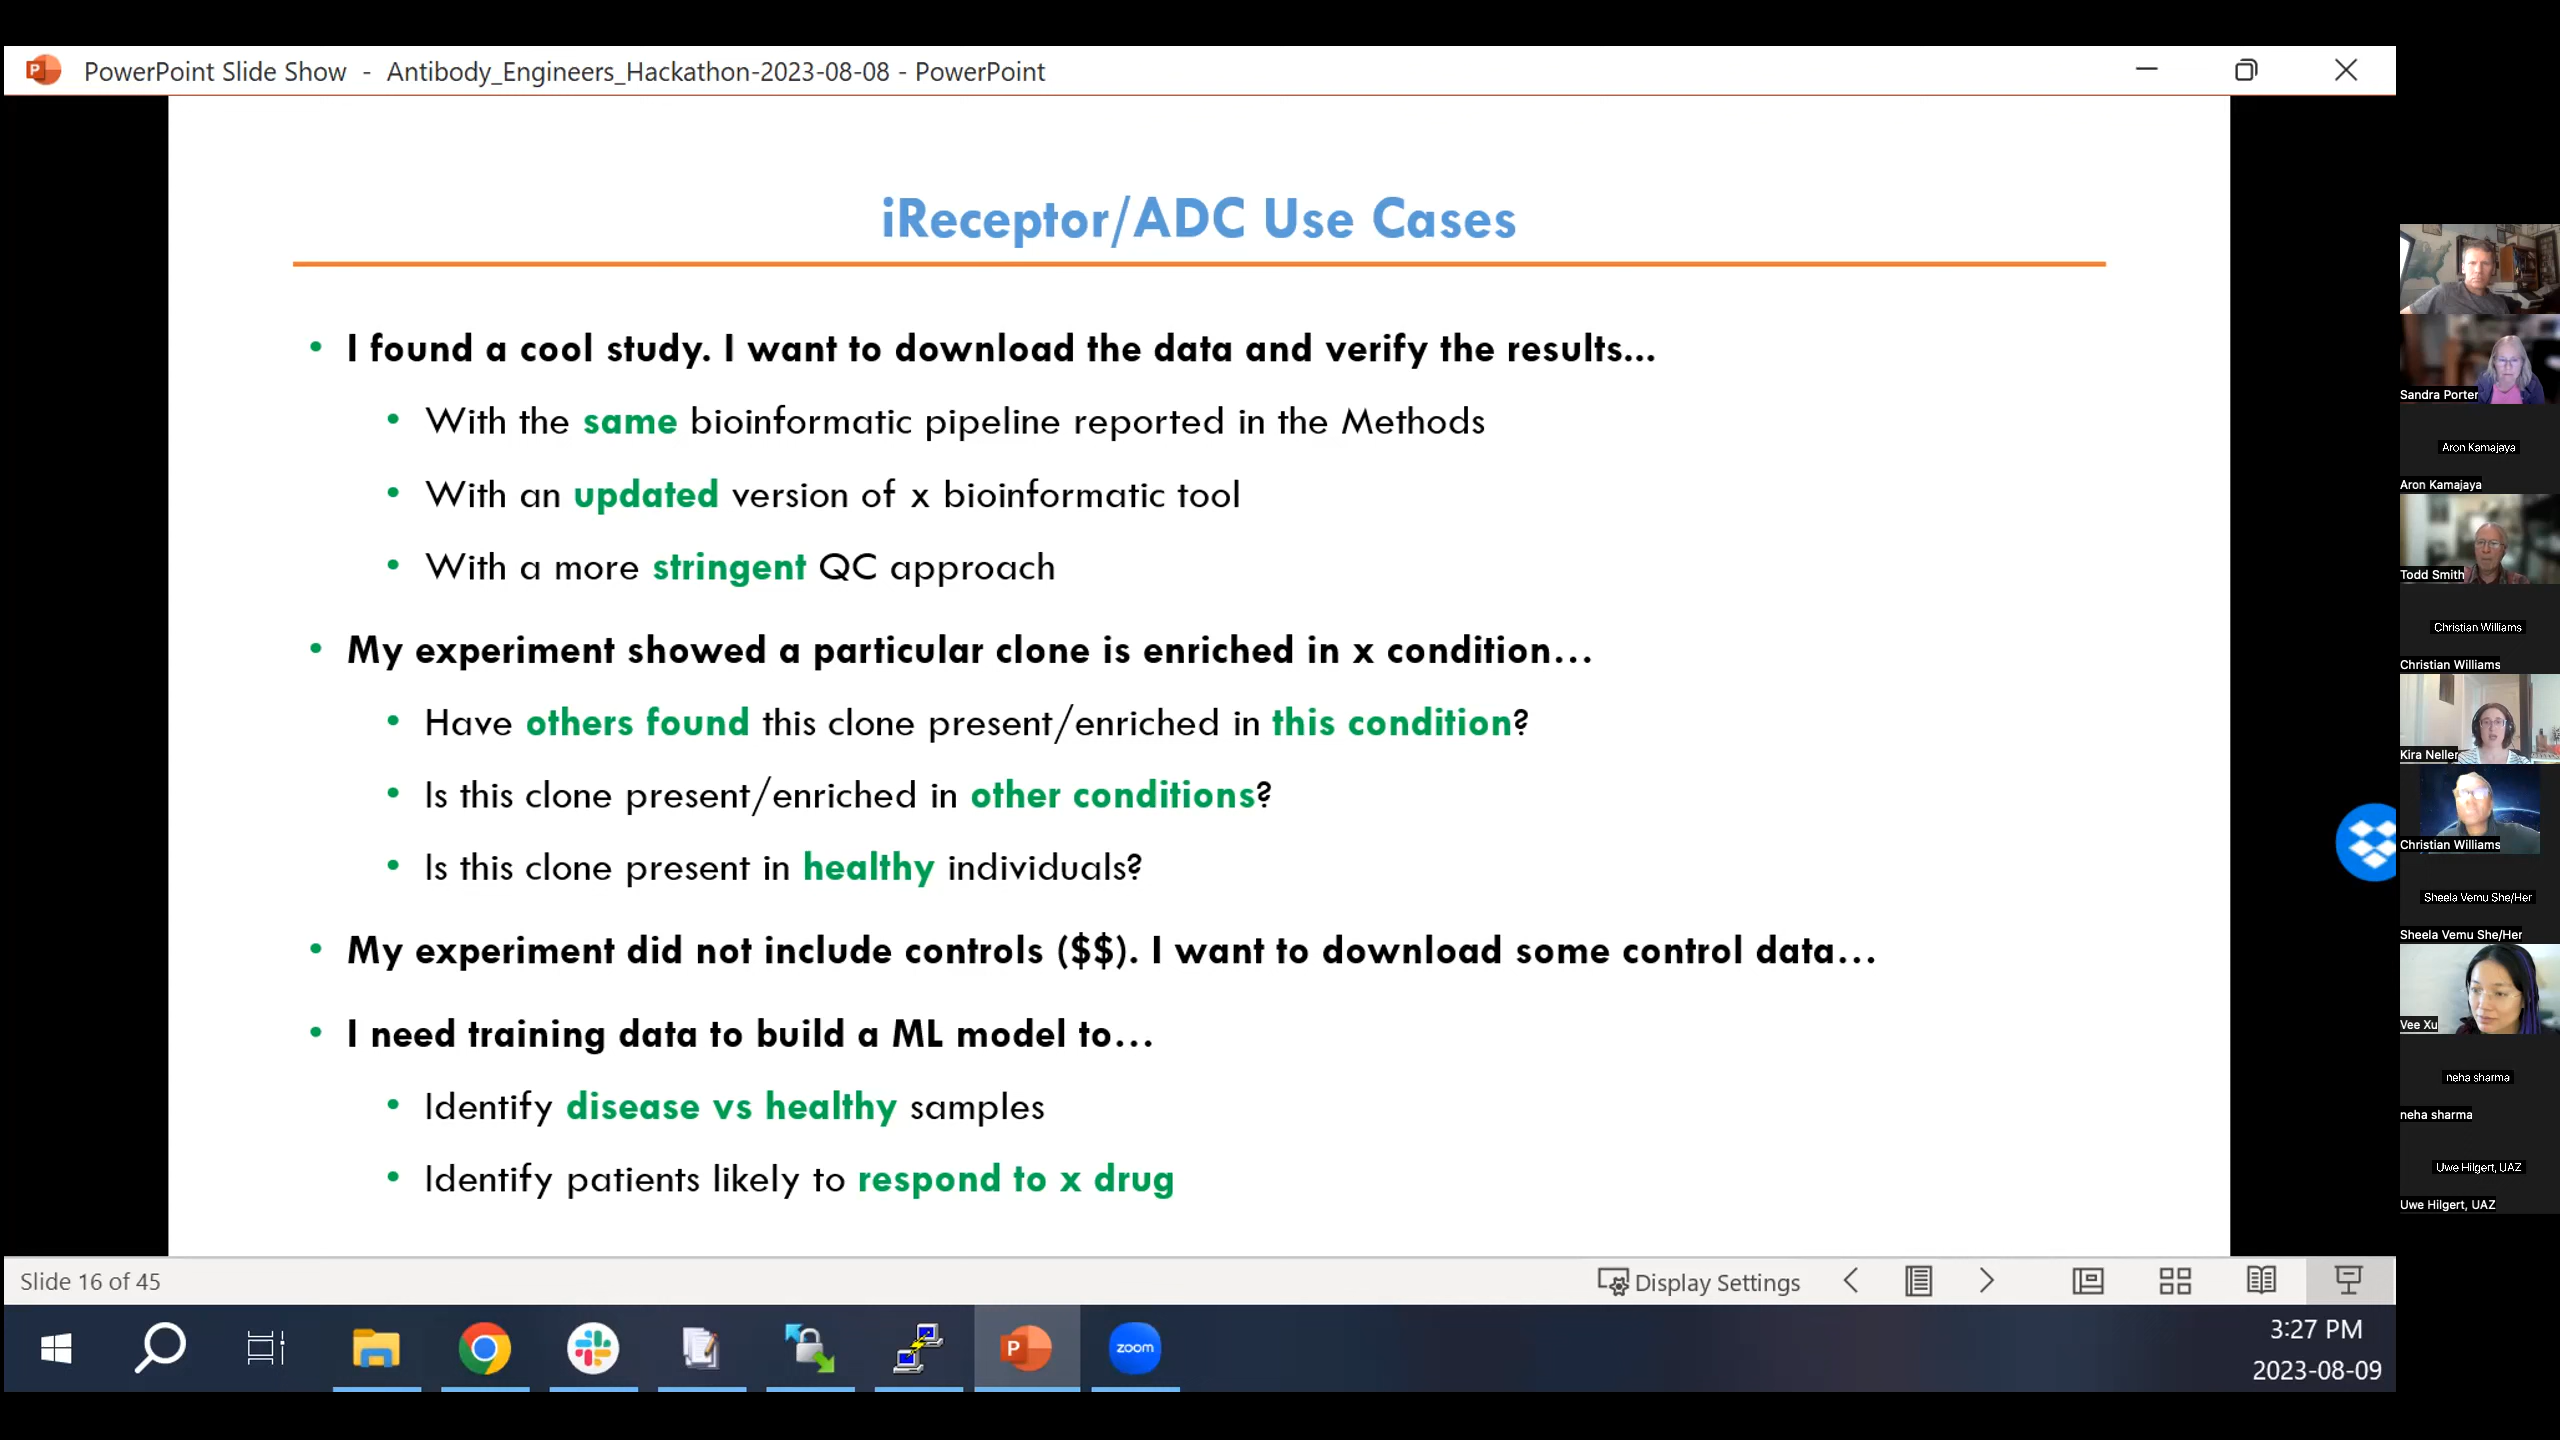 PowerPoint Slide Show - Antibody_Engineers_Hackathon-2023-08-08 - PowerPoint
iReceptor/ADC Use Cases
• I found a cool study. I want to download the data and verify the results...
• With the same bioinformatic pipeline reported in the Methods
• With an updated version of x bioinformatic tool
• With a more stringent QC approach
• My experiment showed a particular clone is enriched in x condition...
• Have others found this clone present/enriched in this condition?
• Is this clone present/enriched in other conditions?
• Is this clone present in healthy individuals?
• My experiment did not include controls ($$). I want to download some control data...
• I need training data to build a ML model to...
• Identify disease vs healthy samples
• Identify patients likely to respond to x drug
Sandra Porter
Aron Kamajaya
Aron Kamajaya
Todd Smith
Christian Williams
Christian Williams
Kira Neller
Christian Williams
Sheela Vemu She/Her
Sheela Vemu She/Her
Vee Xu
neha sharma
neha sharma
Uwe Hilgert, UAZ
Uwe Hilgert, UAZ
Slide 16 of 45
Display Settings
P
zoom
3:27 PM
2023-08-09